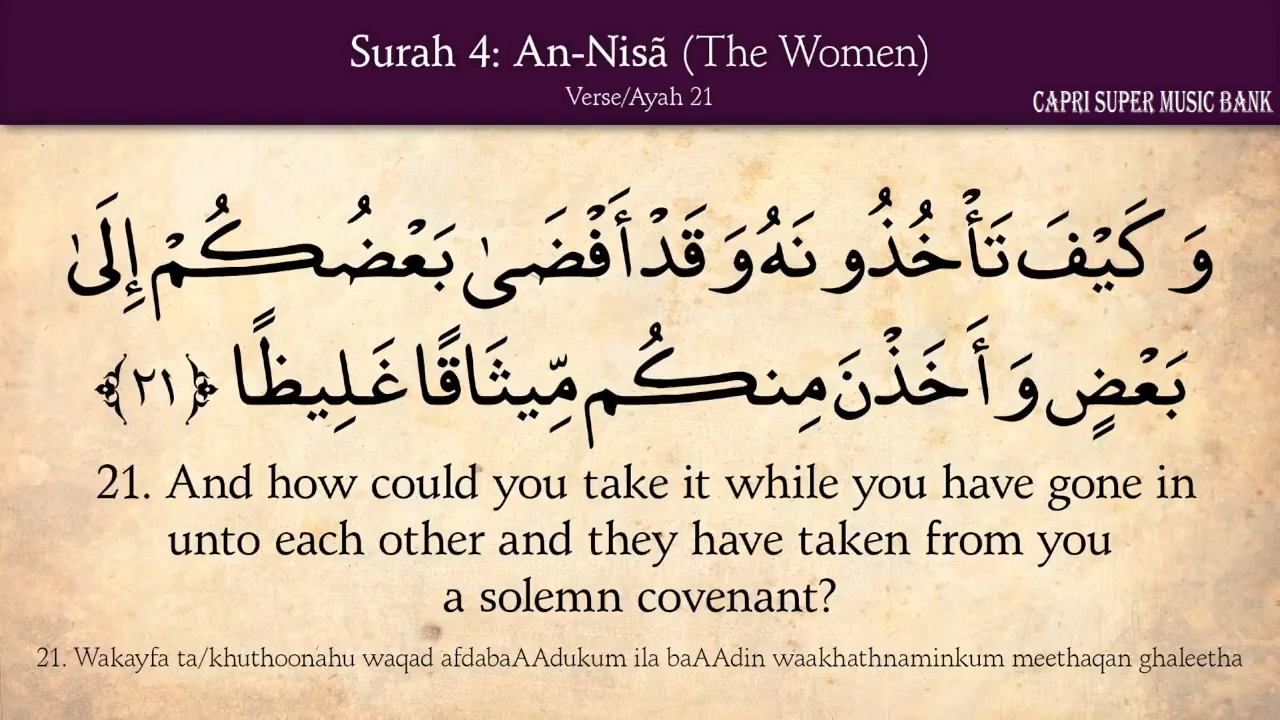 Surah 4: An-Nisã (The Women)
Verse/Ayah 21
CAPRI SUPER MUSIC BANK
وَ كَيْفَ تَأْخُذُونَهُ وَ قَدْ أَفْضَىٰ بَعْضُكُمْ إِلَىٰ
بَعْضٍ وَ أَخَذْنَ مِنكُم مِّيثَاقًا غَلِيظًا ﴿٢١﴾
21. And how could you take it while you have gone in
unto each other and they have taken from you
a solemn covenant?
21. Wakayfa ta/khuthoonahu waqad afdabaAAdukum ila baAAdin waakhathnaminkum meethaqan ghaleetha